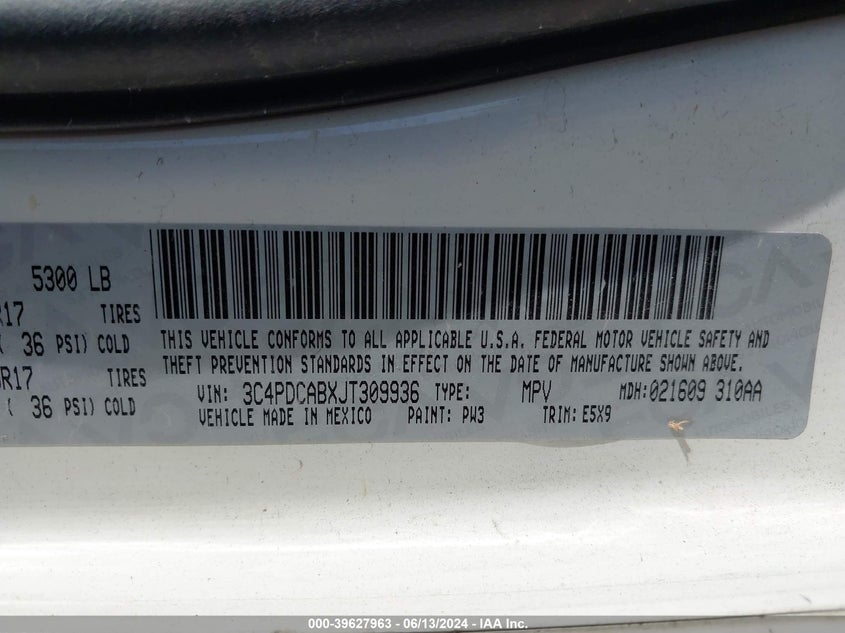 5300 LB
R17 TIRES
( 36 PSI) COLD
R17 TIRES
( 36 PSI) COLD
THIS VEHICLE CONFORMS TO ALL APPLICABLE U.S.A. FEDERAL MOTOR VEHICLE SAFETY AND
THEFT PREVENTION STANDARDS IN EFFECT ON THE DATE OF MANUFACTURE SHOWN ABOVE.
VIN: 3C4PDCABXJT309936 TYPE: MPV MDH:021609 310AA
VEHICLE MADE IN MEXICO PAINT: PW3 TRIM: E5X9
000-39627963 - 06/13/2024 - IAA Inc.